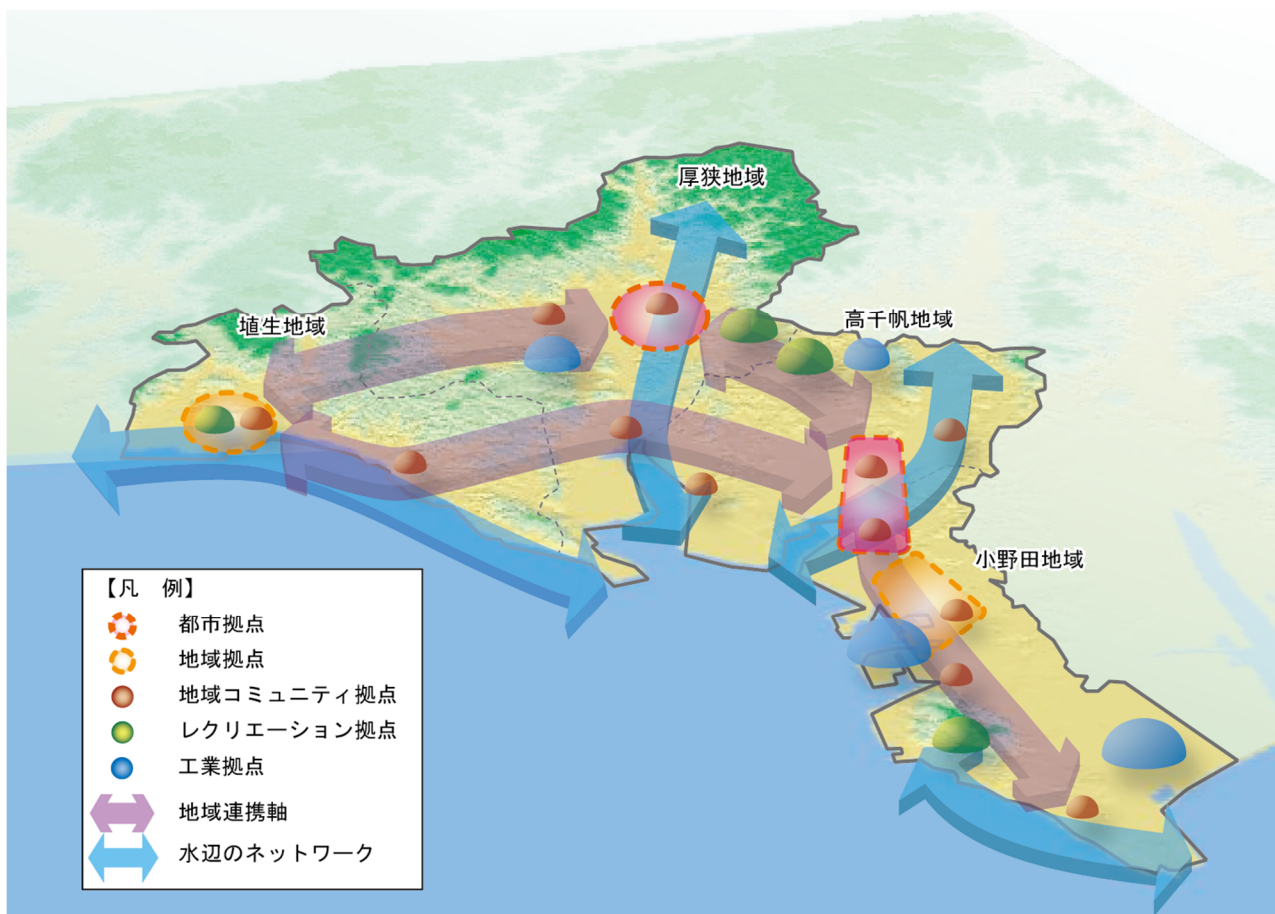 厚狭地域
埴生地域
高千帆地域
小野田地域
【凡　例】
都市拠点
地域拠点
地域コミュニティ拠点
レクリエーション拠点
工業拠点
地域連携軸
水辺のネットワーク